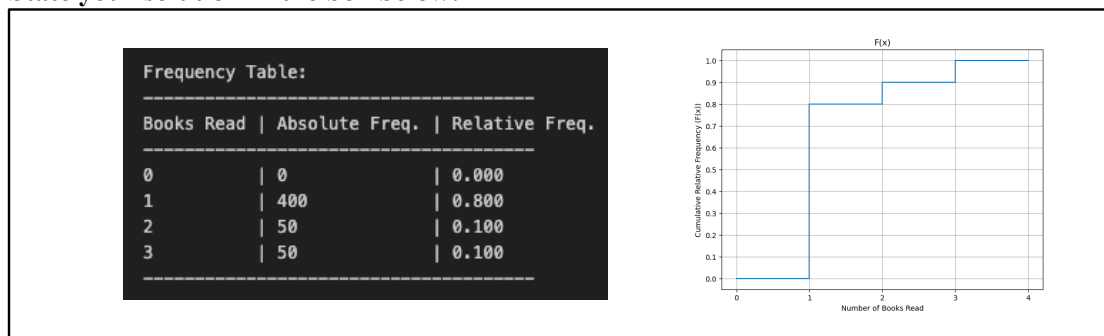 Frequency Table:
----------------------------------------
Books Read | Absolute Freq. | Relative Freq.
----------------------------------------
0 | 0 | 0.000
1 | 400 | 0.800
2 | 50 | 0.100
3 | 50 | 0.100
----------------------------------------
F(x)
Cumulative Relative Frequency (F(x))
1.0
0.9
0.8
0.7
0.6
0.5
0.4
0.3
0.2
0.1
0.0
0 1 2 3 4
Number of Books Read